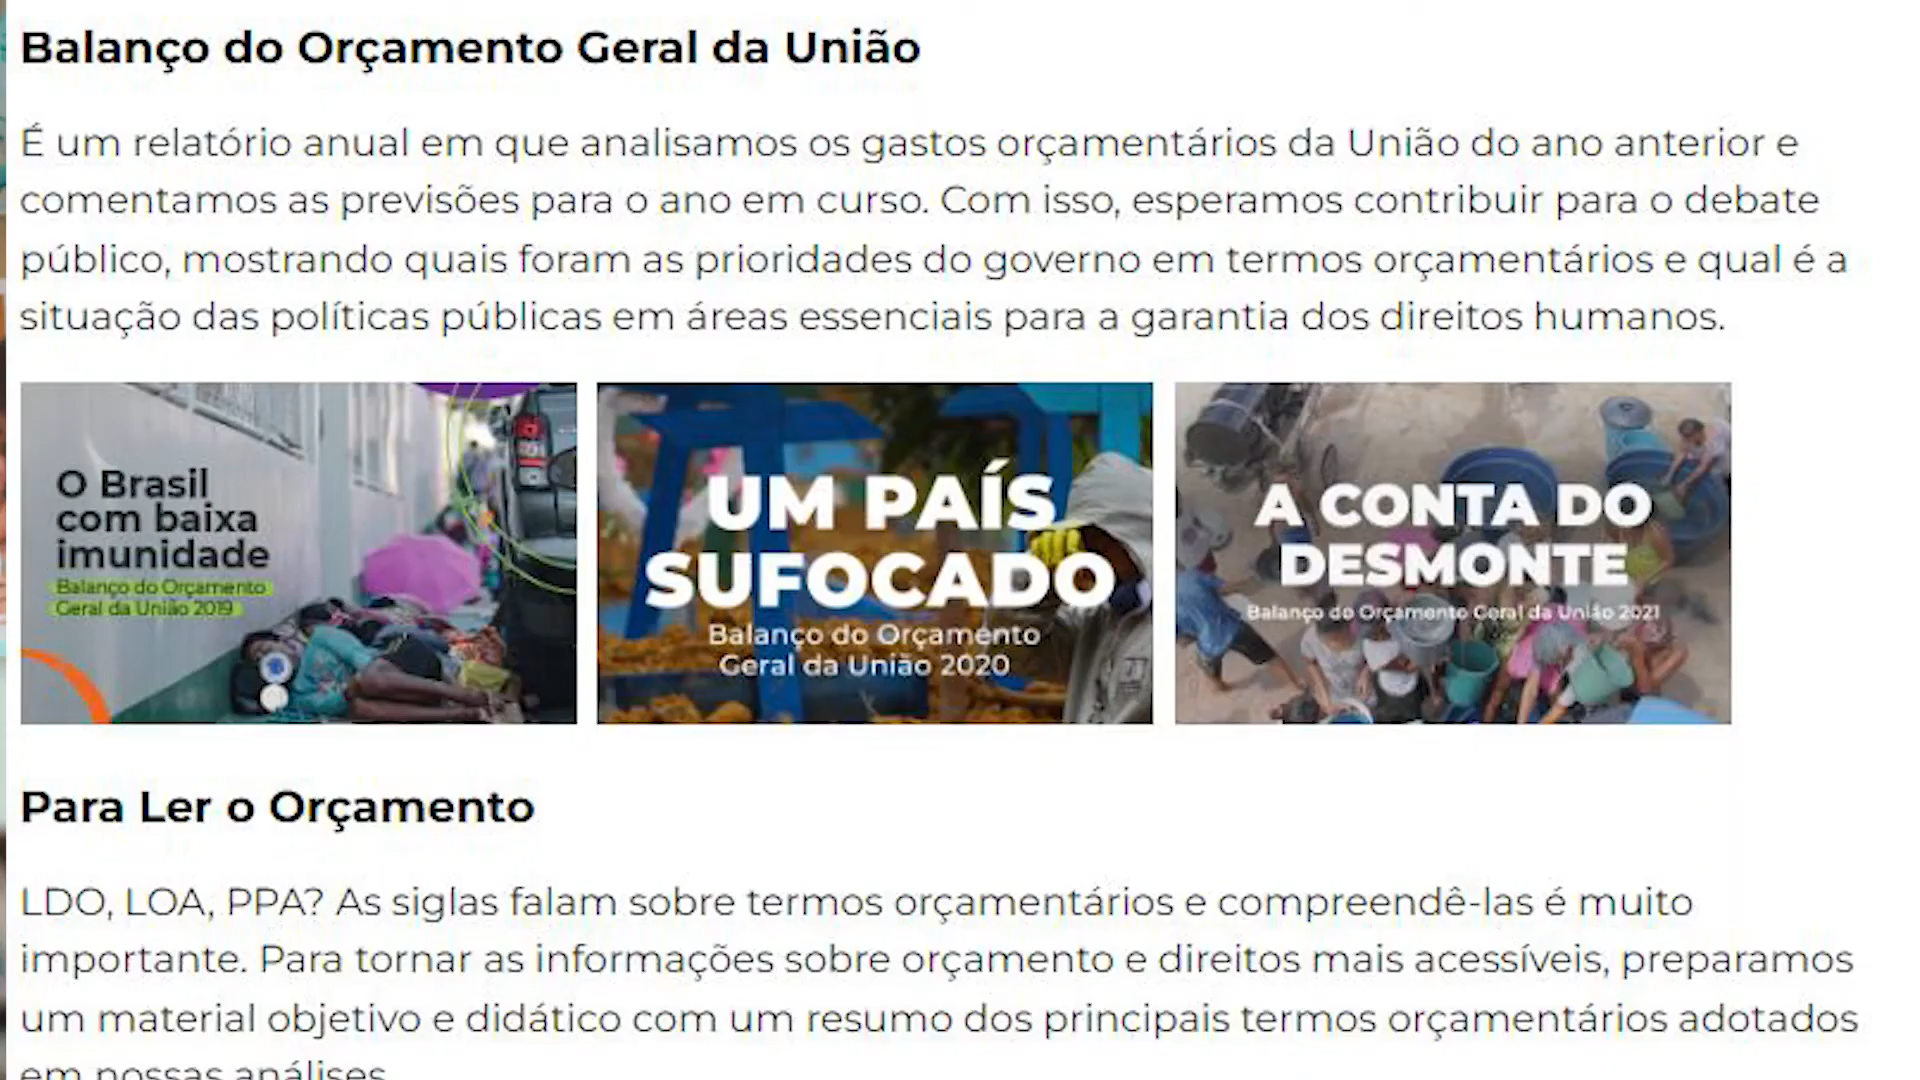 Balanço do Orçamento Geral da União
É um relatório anual em que analisamos os gastos orçamentários da União do ano anterior e
comentamos as previsões para o ano em curso. Com isso, esperamos contribuir para o debate
público, mostrando quais foram as prioridades do governo em termos orçamentários e qual é a
situação das políticas públicas em áreas essenciais para a garantia dos direitos humanos.
O Brasil
com baixa
imunidade
Balanço do Orçamento
Geral da União 2019
UM PAÍS
SUFOCADO
Balanço do Orçamento
Geral da União 2020
A CONTA DO
DESMONTE
Balanço do Orçamento Geral da União 2021
Para Ler o Orçamento
LDO, LOA, PPA? As siglas falam sobre termos orçamentários e compreendê-las é muito
importante. Para tornar as informações sobre orçamento e direitos mais acessíveis, preparamos
um material objetivo e didático com um resumo dos principais termos orçamentários adotados
em nossas análises